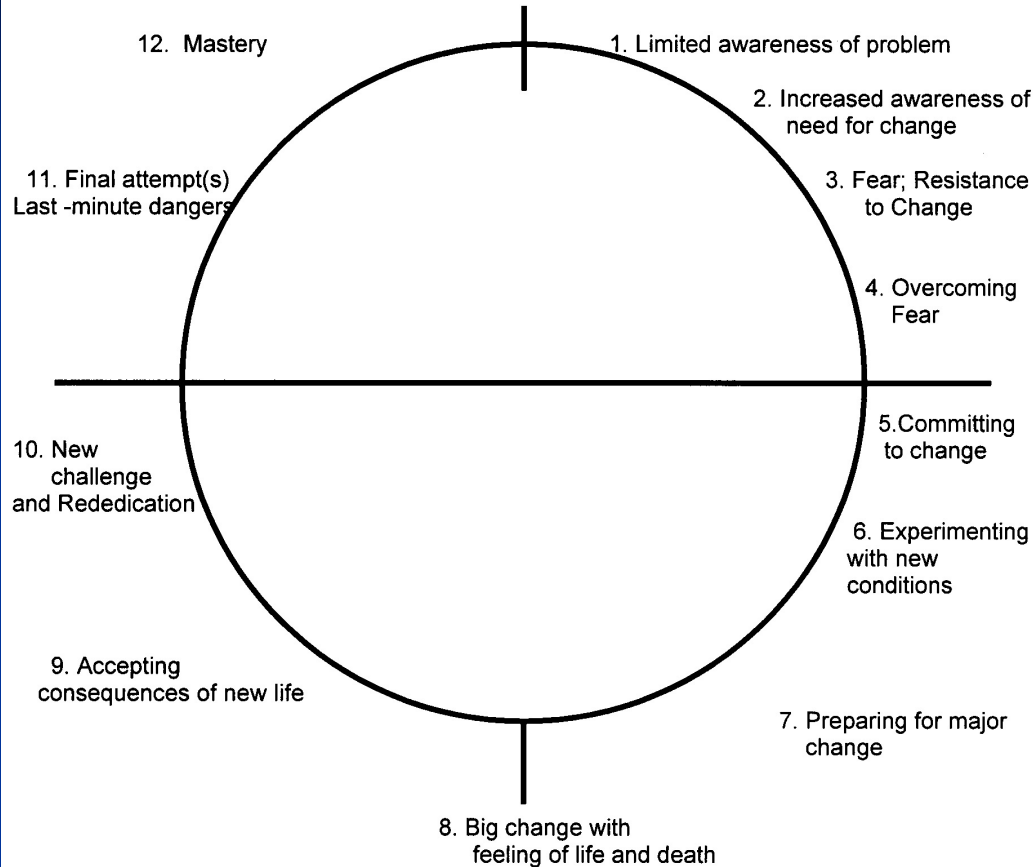 12. Mastery
1. Limited awareness of problem
2. Increased awareness of
need for change
3. Fear; Resistance
to Change
4. Overcoming
Fear
5.Committing
to change
6. Experimenting
with new
conditions
7. Preparing for major
change
8. Big change with
feeling of life and death
9. Accepting
consequences of new life
10. New
challenge
and Rededication
11. Final attempt(s)
Last -minute dangers